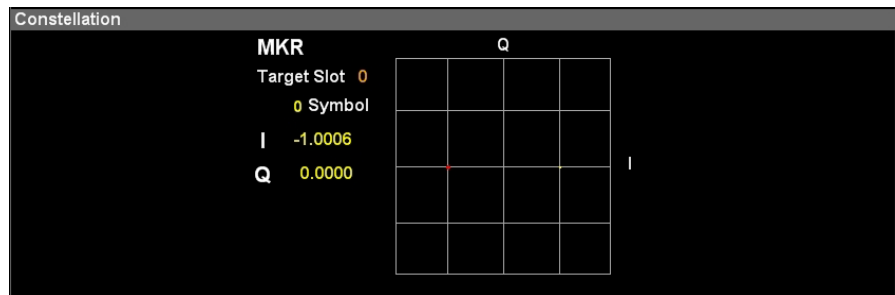 Constellation
MKR
Q
Target Slot 0
0 Symbol
I -1.0006
I
Q 0.0000